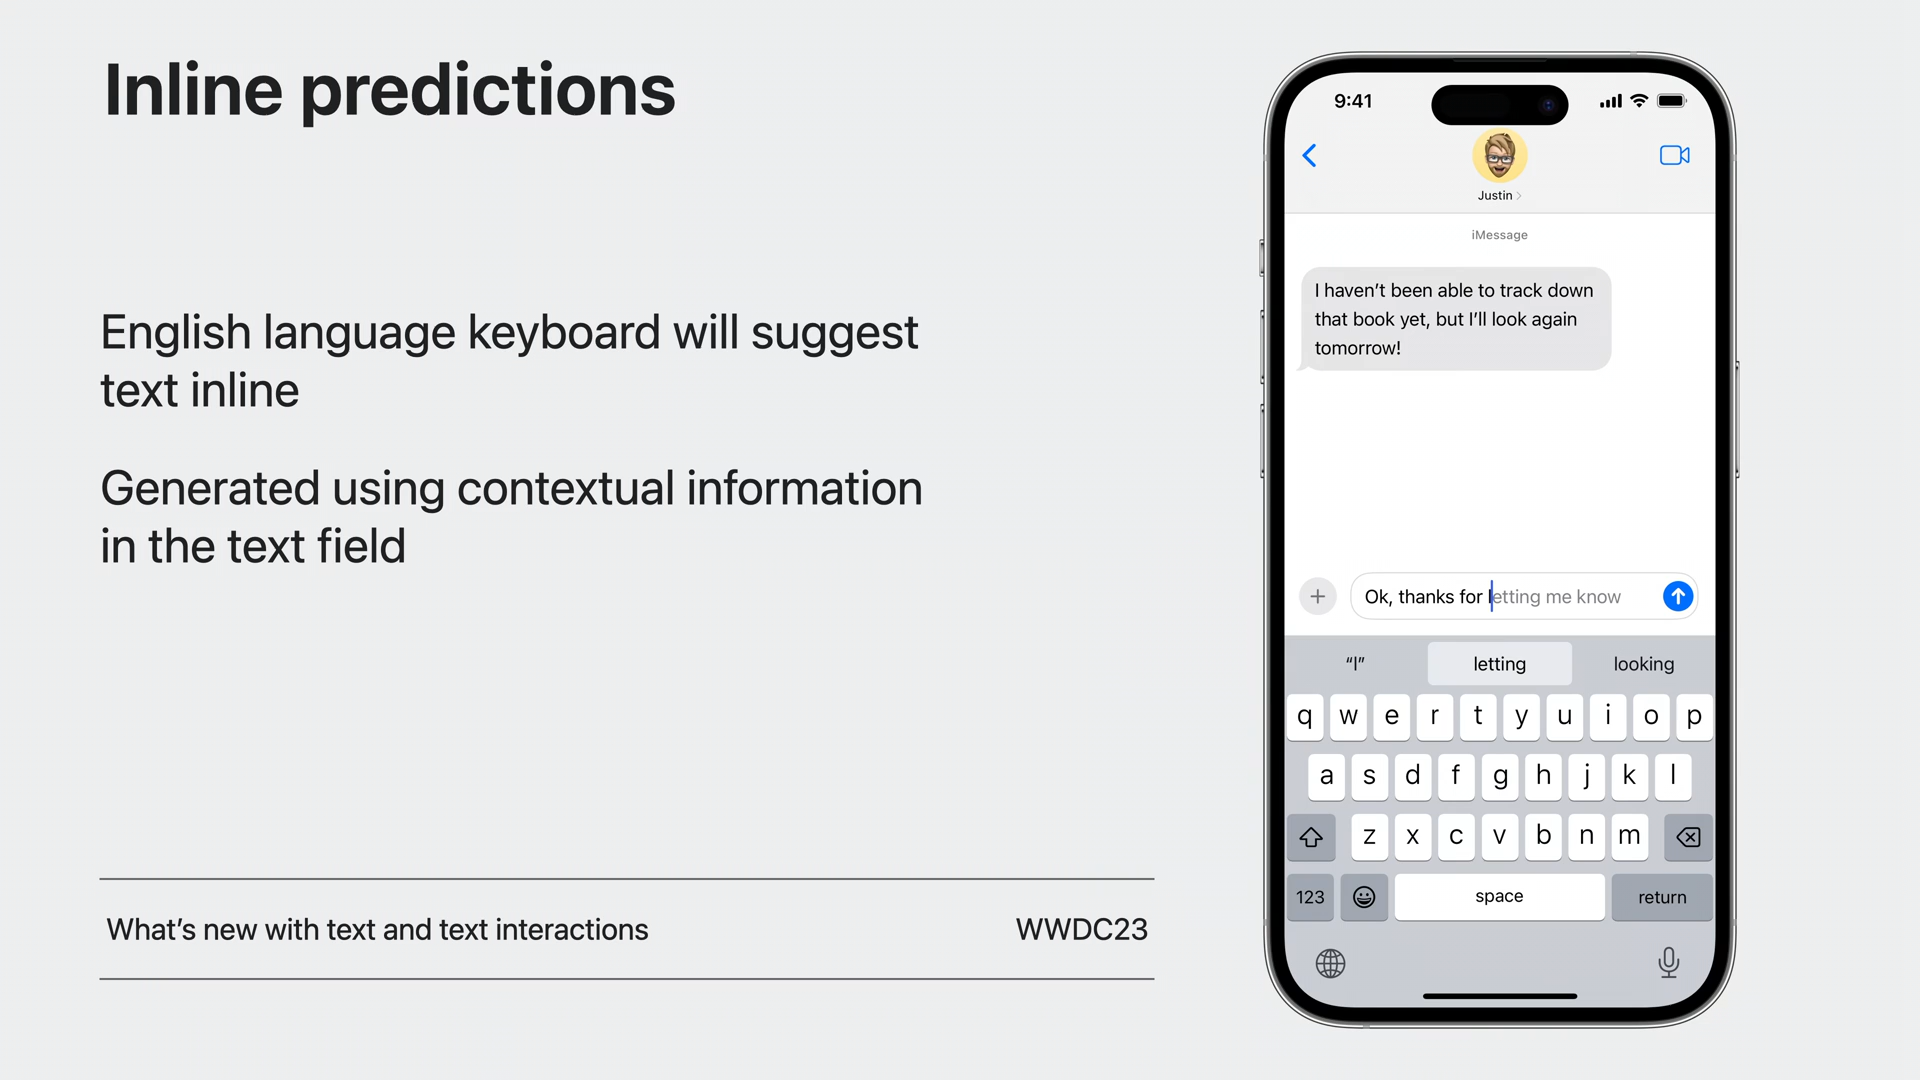 Inline predictions
English language keyboard will suggest
text inline
Generated using contextual information
in the text field
What’s new with text and text interactions WWDC23
9:41
Justin
iMessage
I haven’t been able to track down
that book yet, but I’ll look again
tomorrow!
Ok, thanks for letting me know
“l” letting looking
q w e r t y u i o p
a s d f g h j k l
z x c v b n m
123 space return